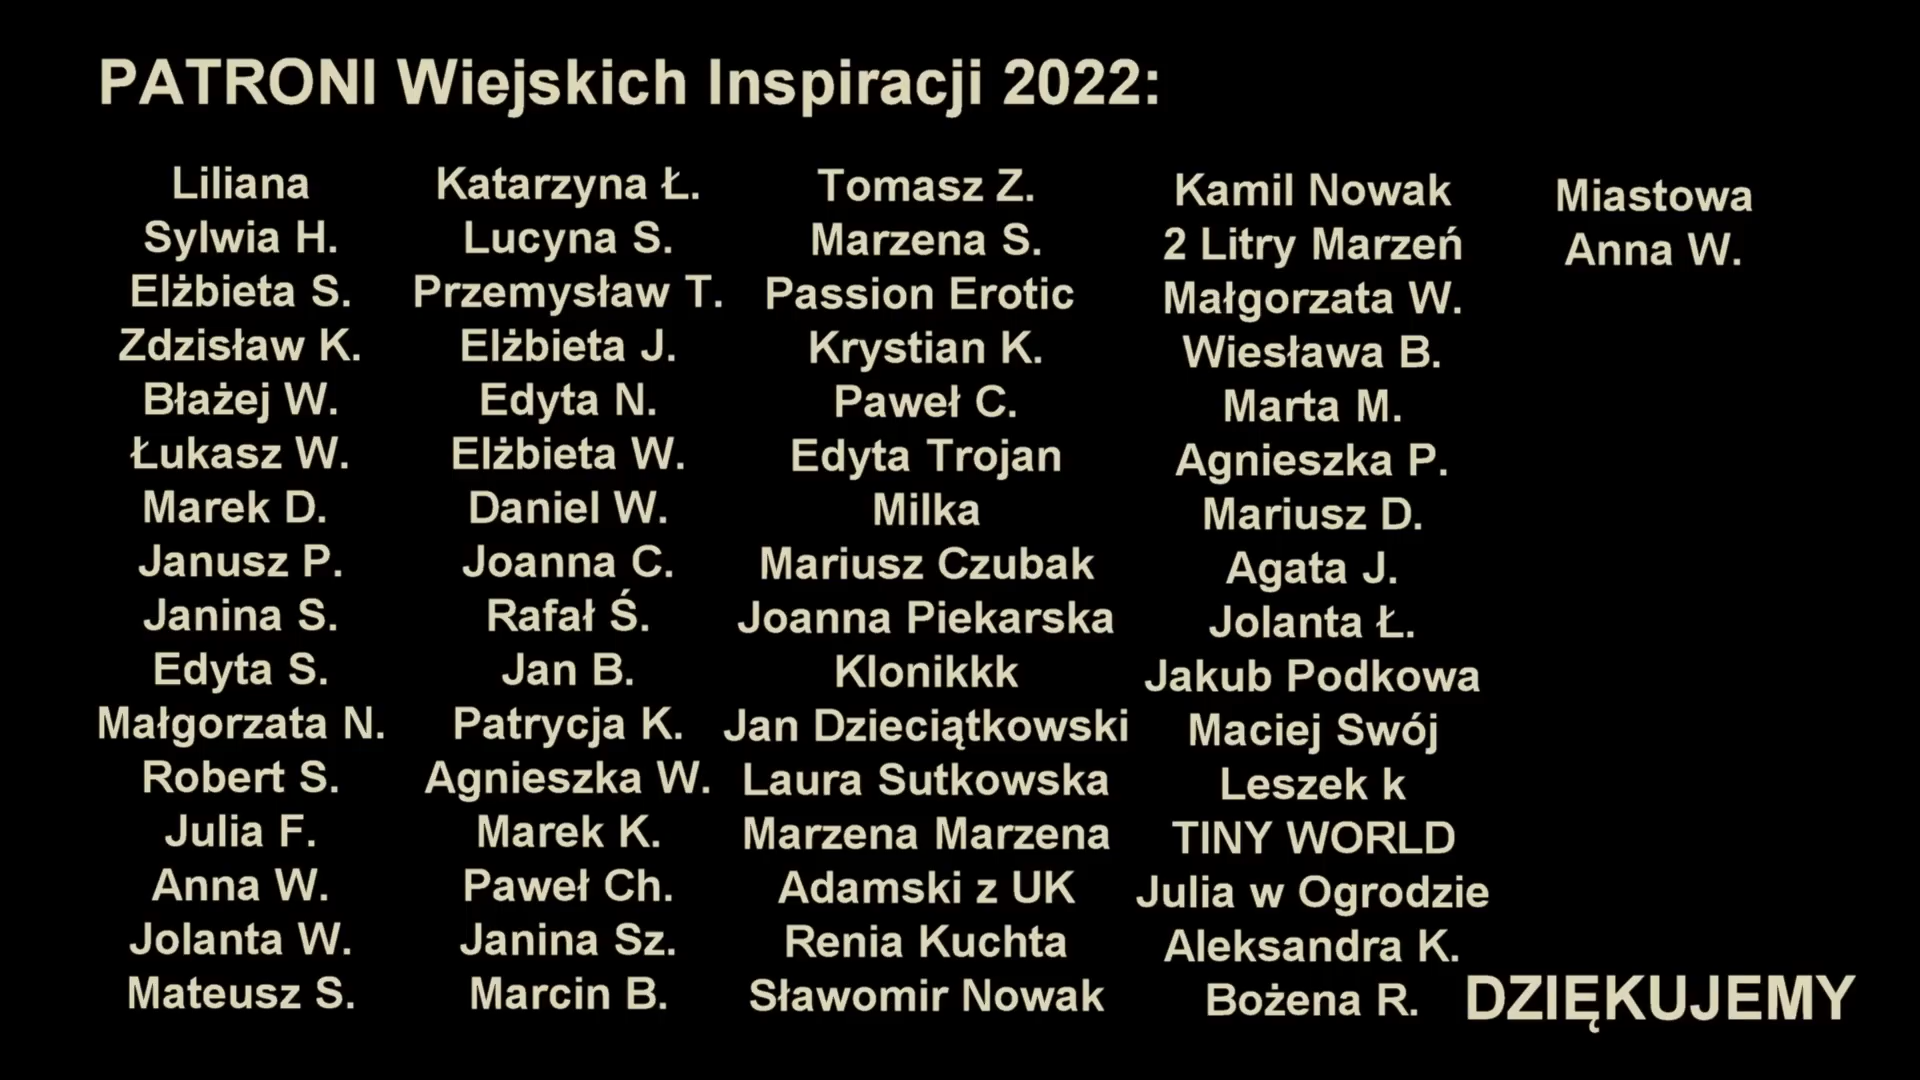 PATRONI Wiejskich Inspiracji 2022:
Liliana
Sylwia H.
Elżbieta S.
Zdzisław K.
Błażej W.
Łukasz W.
Marek D.
Janusz P.
Janina S.
Edyta S.
Małgorzata N.
Robert S.
Julia F.
Anna W.
Jolanta W.
Mateusz S.
Katarzyna Ł.
Lucyna S.
Przemysław T.
Elżbieta J.
Edyta N.
Elżbieta W.
Daniel W.
Joanna C.
Rafał Ś.
Jan B.
Patrycja K.
Agnieszka W.
Marek K.
Paweł Ch.
Janina Sz.
Marcin B.
Tomasz Z.
Marzena S.
Passion Erotic
Krystian K.
Paweł C.
Edyta Trojan
Milka
Mariusz Czubak
Joanna Piekarska
Klonikkk
Jan Dzieciątkowski
Laura Sutkowska
Marzena Marzena
Adamski z UK
Renia Kuchta
Sławomir Nowak
Kamil Nowak
2 Litry Marzeń
Małgorzata W.
Wiesława B.
Marta M.
Agnieszka P.
Mariusz D.
Agata J.
Jolanta Ł.
Jakub Podkowa
Maciej Swój
Leszek k
TINY WORLD
Julia w Ogrodzie
Aleksandra K.
Bożena R.
Miastowa
Anna W.
DZIĘKUJEMY